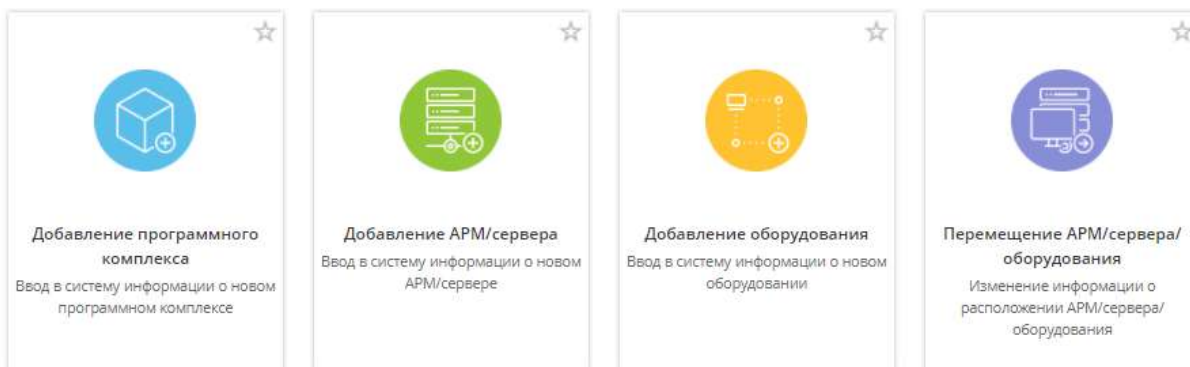 Добавление программного
комплекса
Ввод в систему информации о новом
программном комплексе
Добавление АРМ/сервера
Ввод в систему информации о новом
АРМ/сервере
Добавление оборудования
Ввод в систему информации о новом
оборудовании
Перемещение АРМ/сервера/
оборудования
Изменение информации о
расположении АРМ/сервера/
оборудования